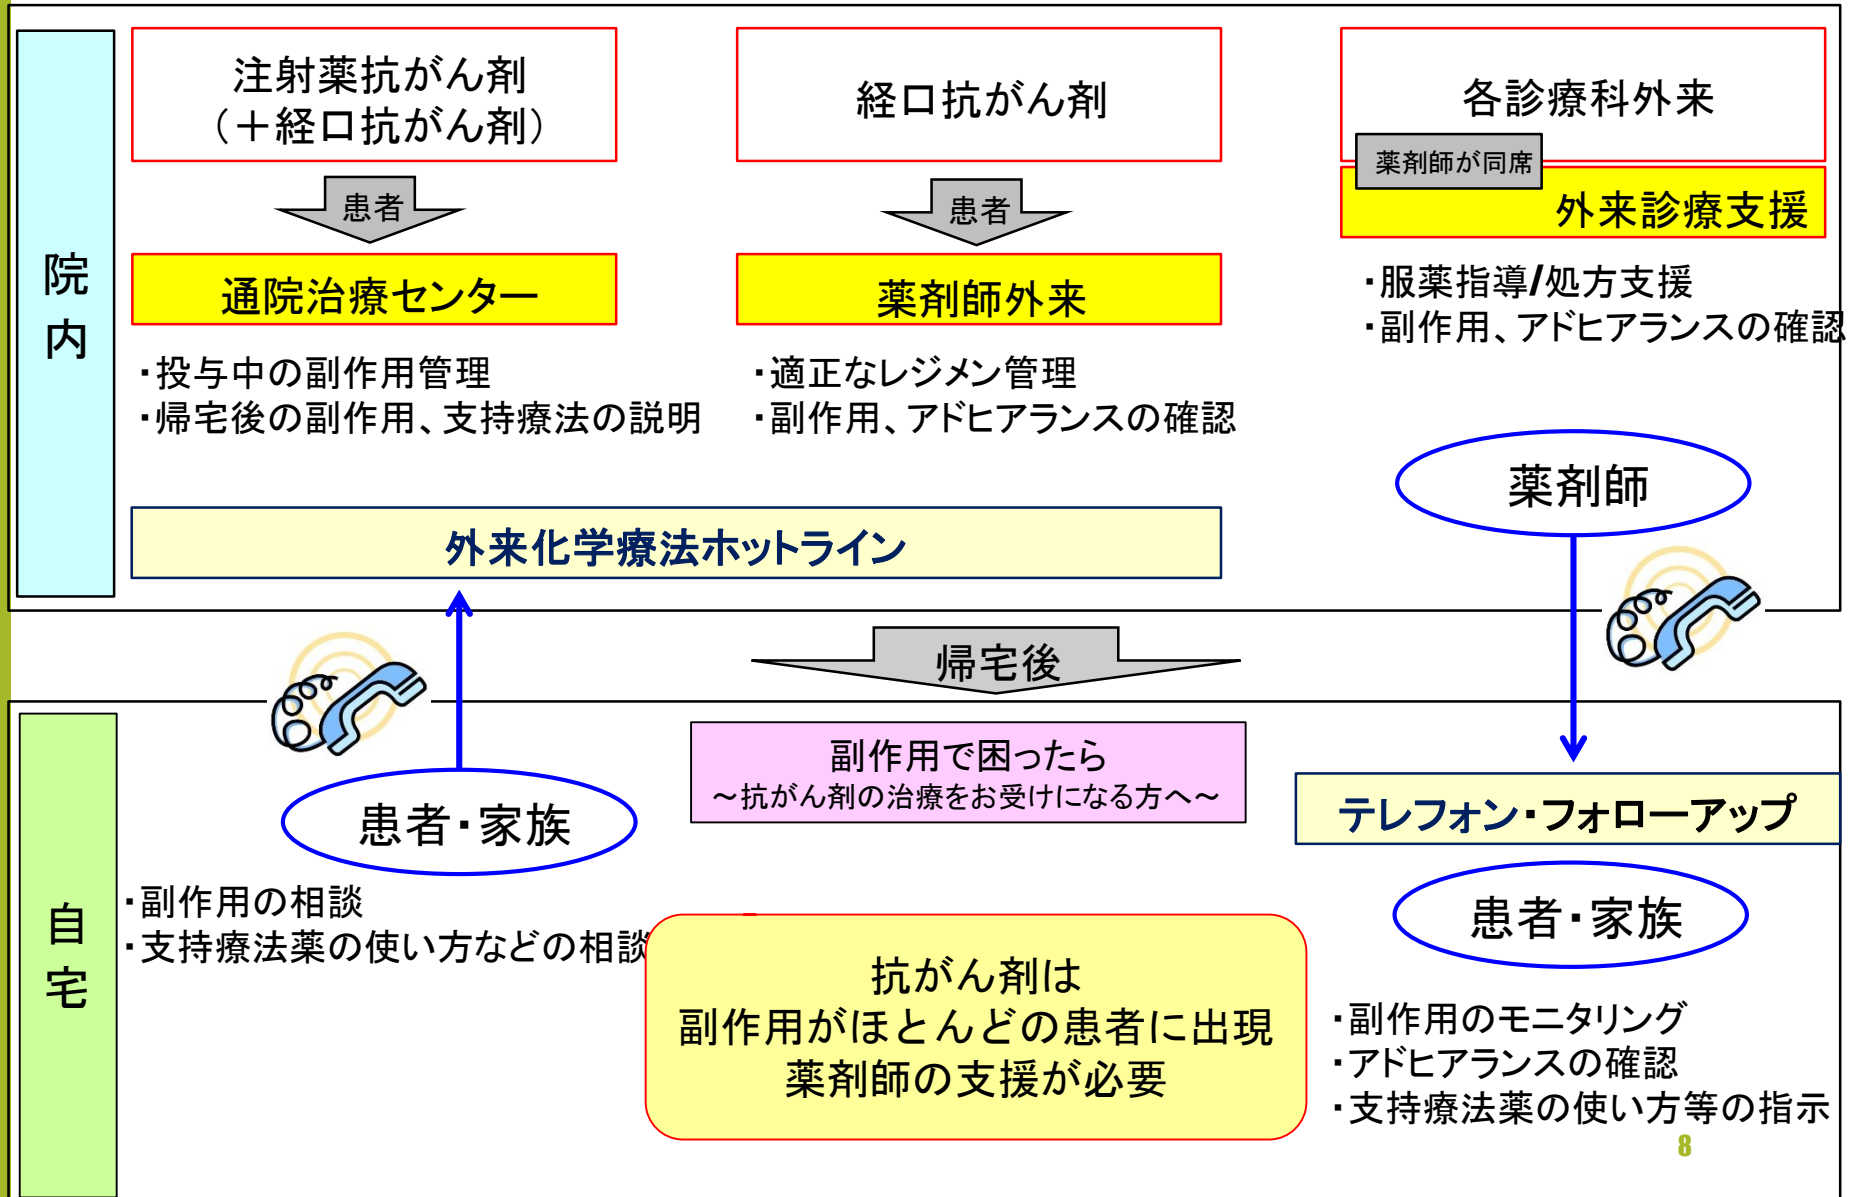 院内
注射薬抗がん剤
（＋経口抗がん剤）
患者
通院治療センター
・投与中の副作用管理
・帰宅後の副作用、支持療法の説明
経口抗がん剤
患者
薬剤師外来
・適正なレジメン管理
・副作用、アドヒアランスの確認
各診療科外来
薬剤師が同席
外来診療支援
・服薬指導/処方支援
・副作用、アドヒアランスの確認
薬剤師
外来化学療法ホットライン
帰宅後
自宅
患者・家族
・副作用の相談
・支持療法薬の使い方などの相談
副作用で困ったら
～抗がん剤の治療をお受けになる方へ～
抗がん剤は
副作用がほとんどの患者に出現
薬剤師の支援が必要
テレフォン・フォローアップ
患者・家族
・副作用のモニタリング
・アドヒアランスの確認
・支持療法薬の使い方等の指示
8